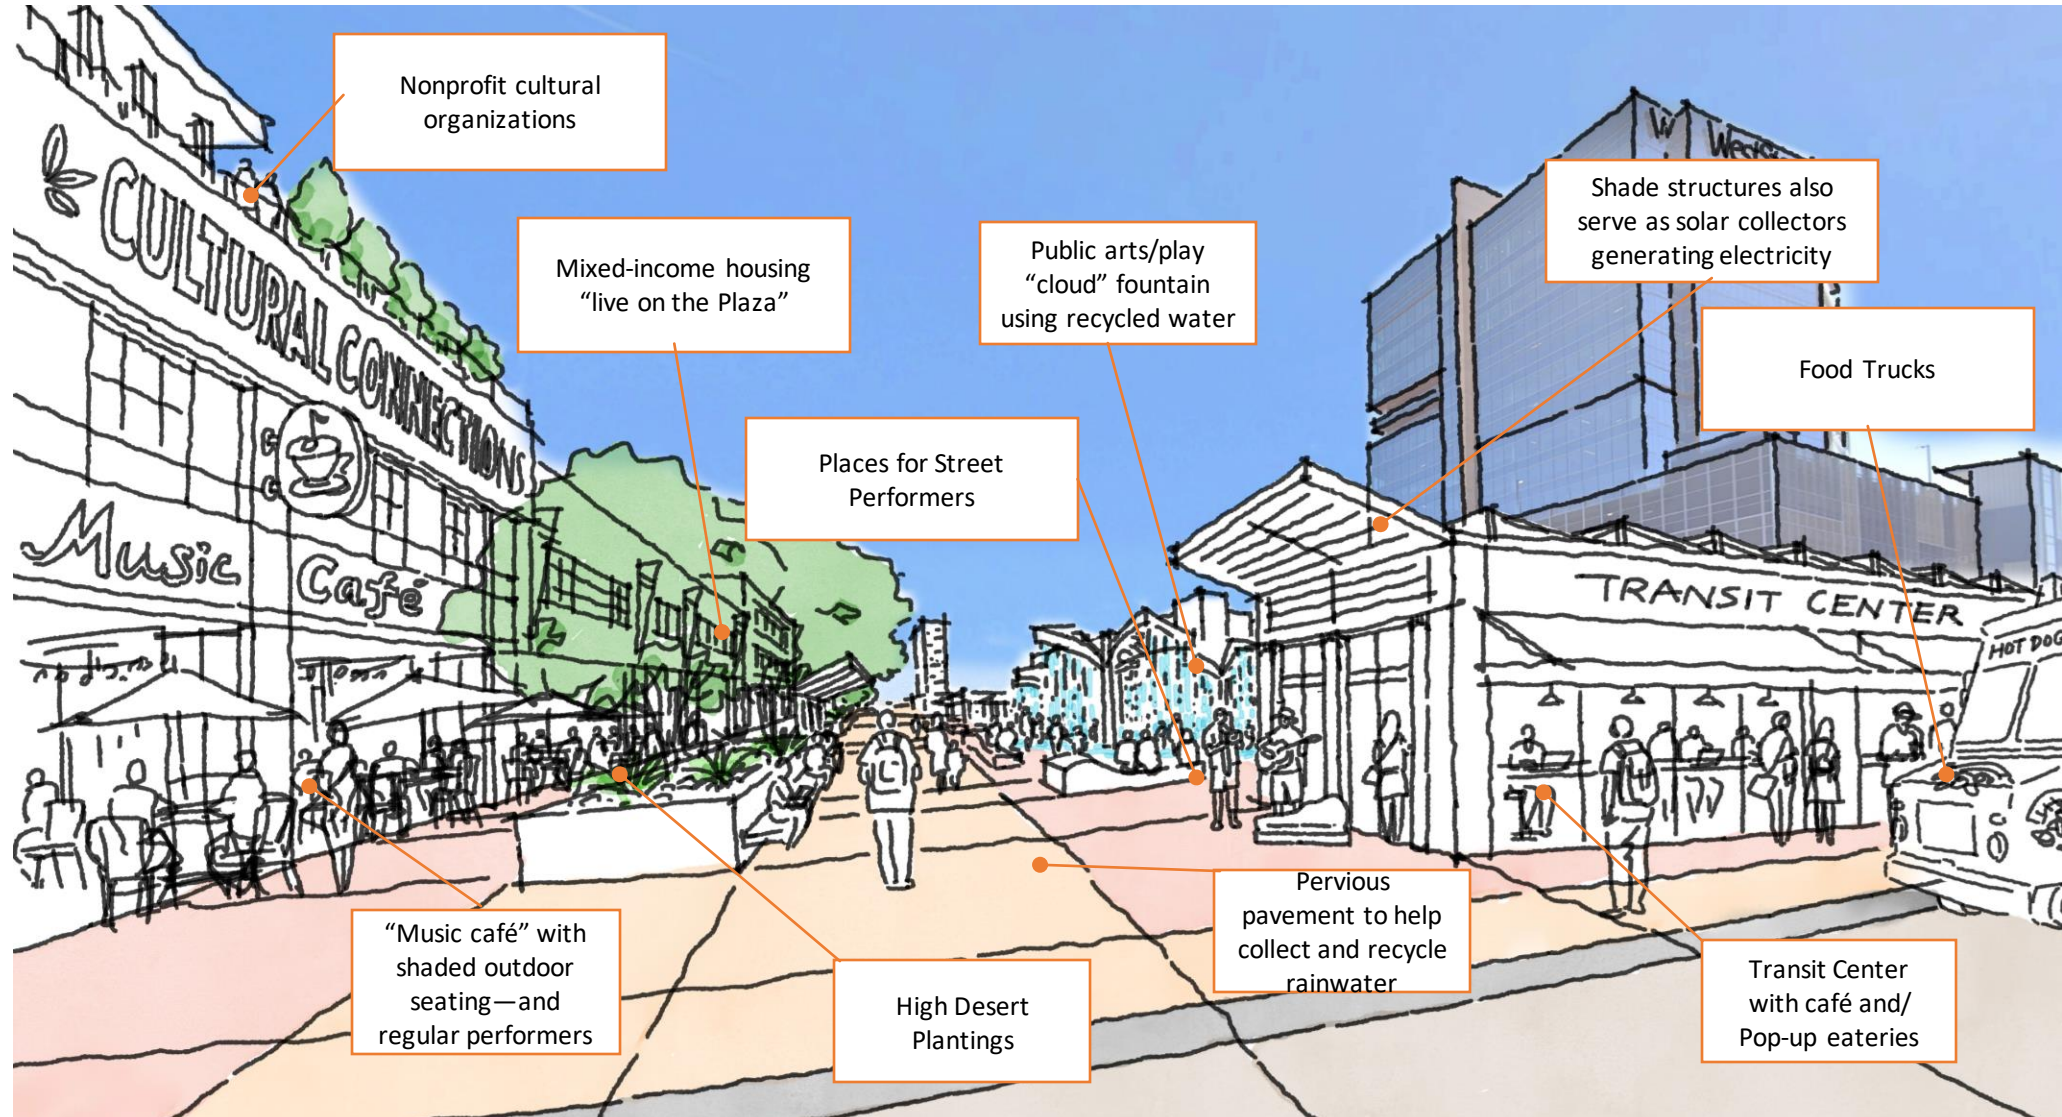 Nonprofit cultural
organizations
W
WestSt
Shade structures also
serve as solar collectors
generating electricity
CULTURAL CONNECTIONS
Mixed-income housing
“live on the Plaza”
Public arts/play
“cloud” fountain
using recycled water
Food Trucks
Places for Street
Performers
Music Café
TRANSIT CENTER
HOT DOG
Pervious
pavement to help
collect and recycle
rainwater
“Music café” with
shaded outdoor
seating—and
regular performers
High Desert
Plantings
Transit Center
with café and/
Pop-up eateries